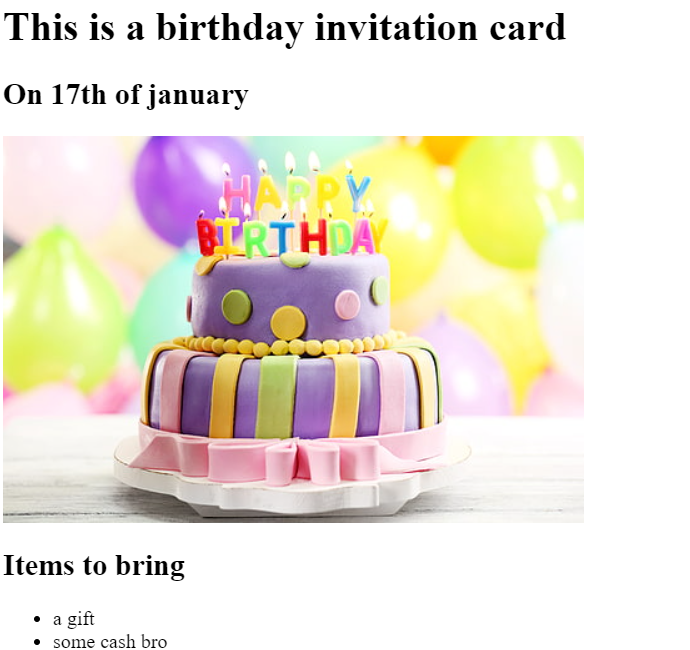 This is a birthday invitation card
On 17th of january
HAPPY
BIRTHDAY
Items to bring
a gift
some cash bro